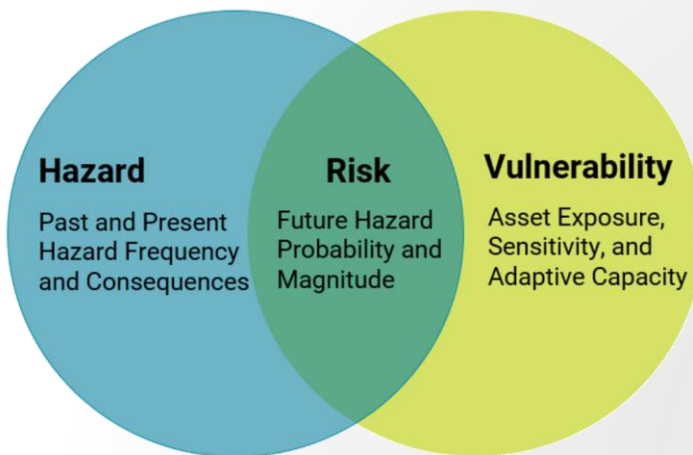 Hazard
Past and Present
Hazard Frequency
and Consequences
Risk
Future Hazard
Probability and
Magnitude
Vulnerability
Asset Exposure,
Sensitivity, and
Adaptive Capacity